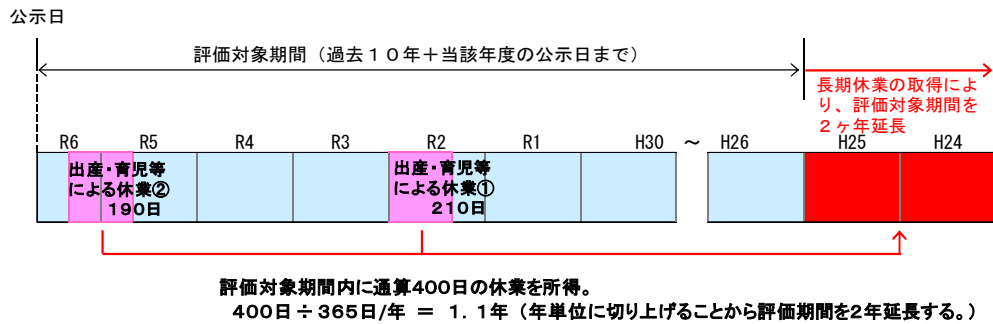 公示日
評価対象期間（過去１０年＋当該年度の公示日まで）
長期休業の取得によ
り、評価対象期間を
２ヶ年延長
R6 R5 R4 R3 R2 R1 H30 ～ H26 H25 H24
出産・育児等
による休業②
190日
出産・育児等
による休業①
210日
評価対象期間内に通算400日の休業を所得。
400日÷365日/年 ＝ 1．1年（年単位に切り上げることから評価期間を2年延長する。）